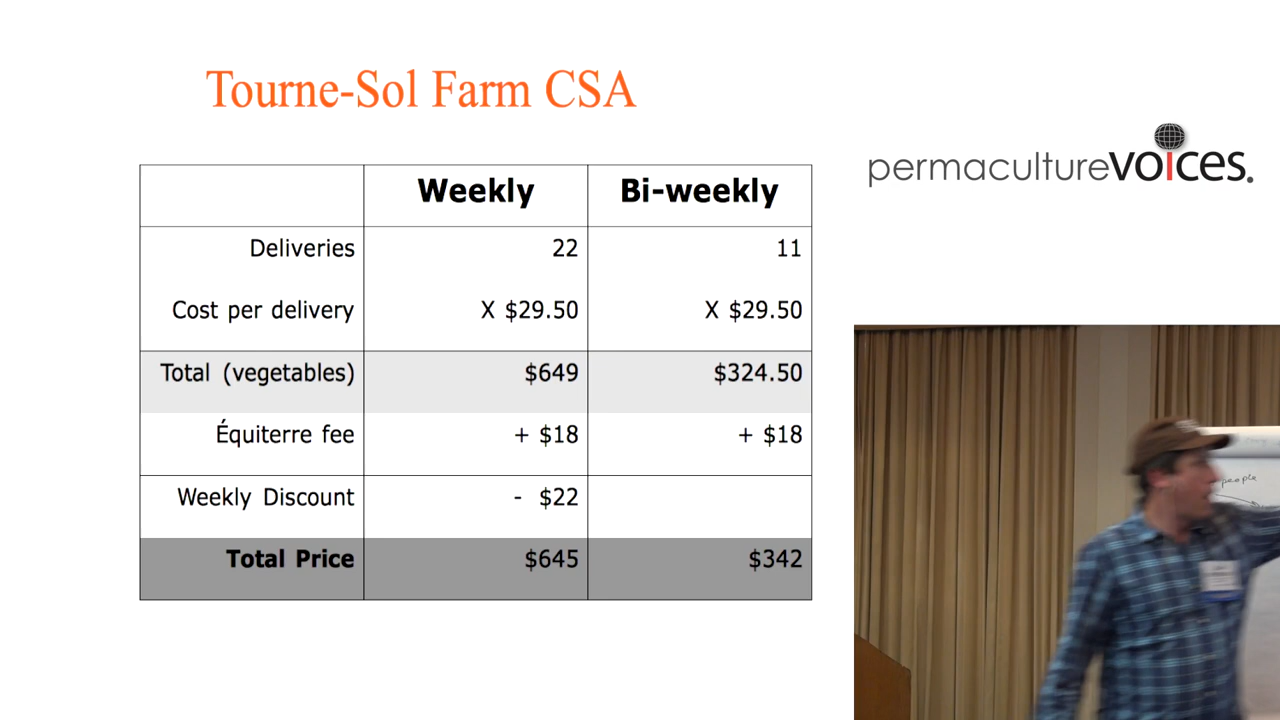 Tourne-Sol Farm CSA
permaculturevoices.
Weekly Bi-weekly
Deliveries 22 11
Cost per delivery X $29.50 X $29.50
Total (vegetables) $649 $324.50
Équiterre fee + $18 + $18
Weekly Discount - $22
Total Price $645 $342
people